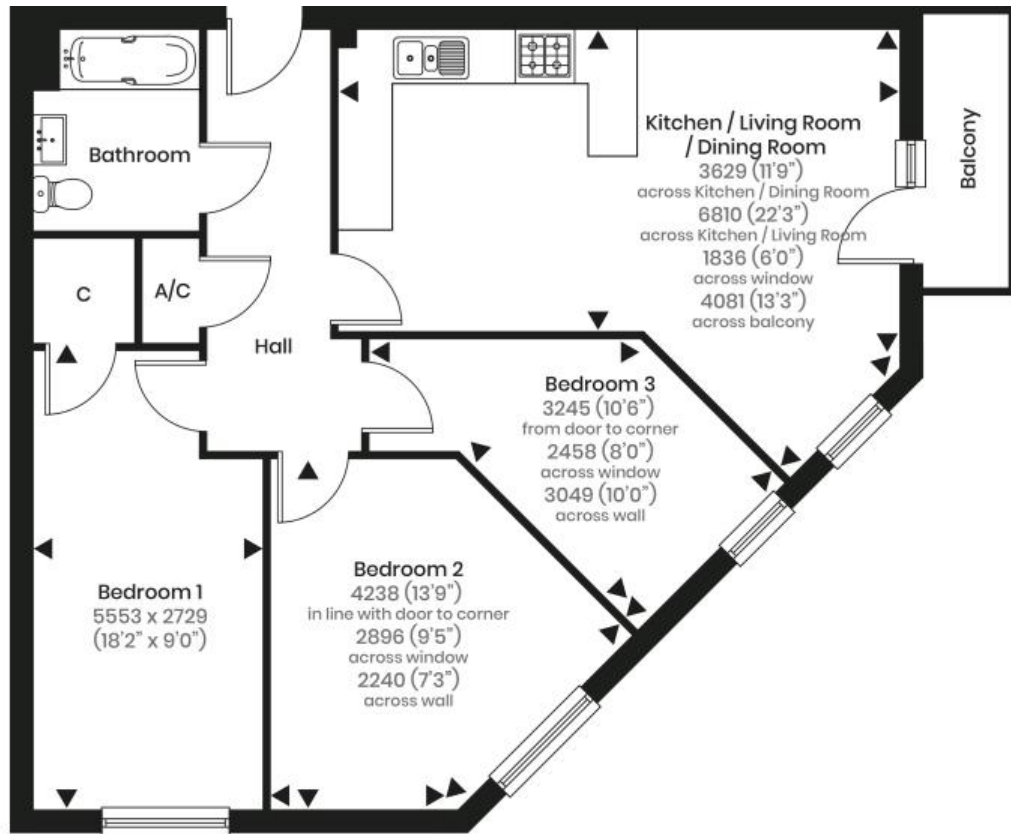 Bathroom
Kitchen / Living Room
/ Dining Room
3629 (11'9")
across Kitchen / Dining Room
6810 (22'3")
across Kitchen / Living Room
1836 (6'0")
across window
4081 (13'3")
across balcony
Balcony
C
A/C
Hall
Bedroom 3
3245 (10'6")
from door to corner
2458 (8'0")
across window
3049 (10'0")
across wall
Bedroom 1
5553 x 2729
(18'2" x 9'0")
Bedroom 2
4238 (13'9")
in line with door to corner
2896 (9'5")
across window
2240 (7'3")
across wall